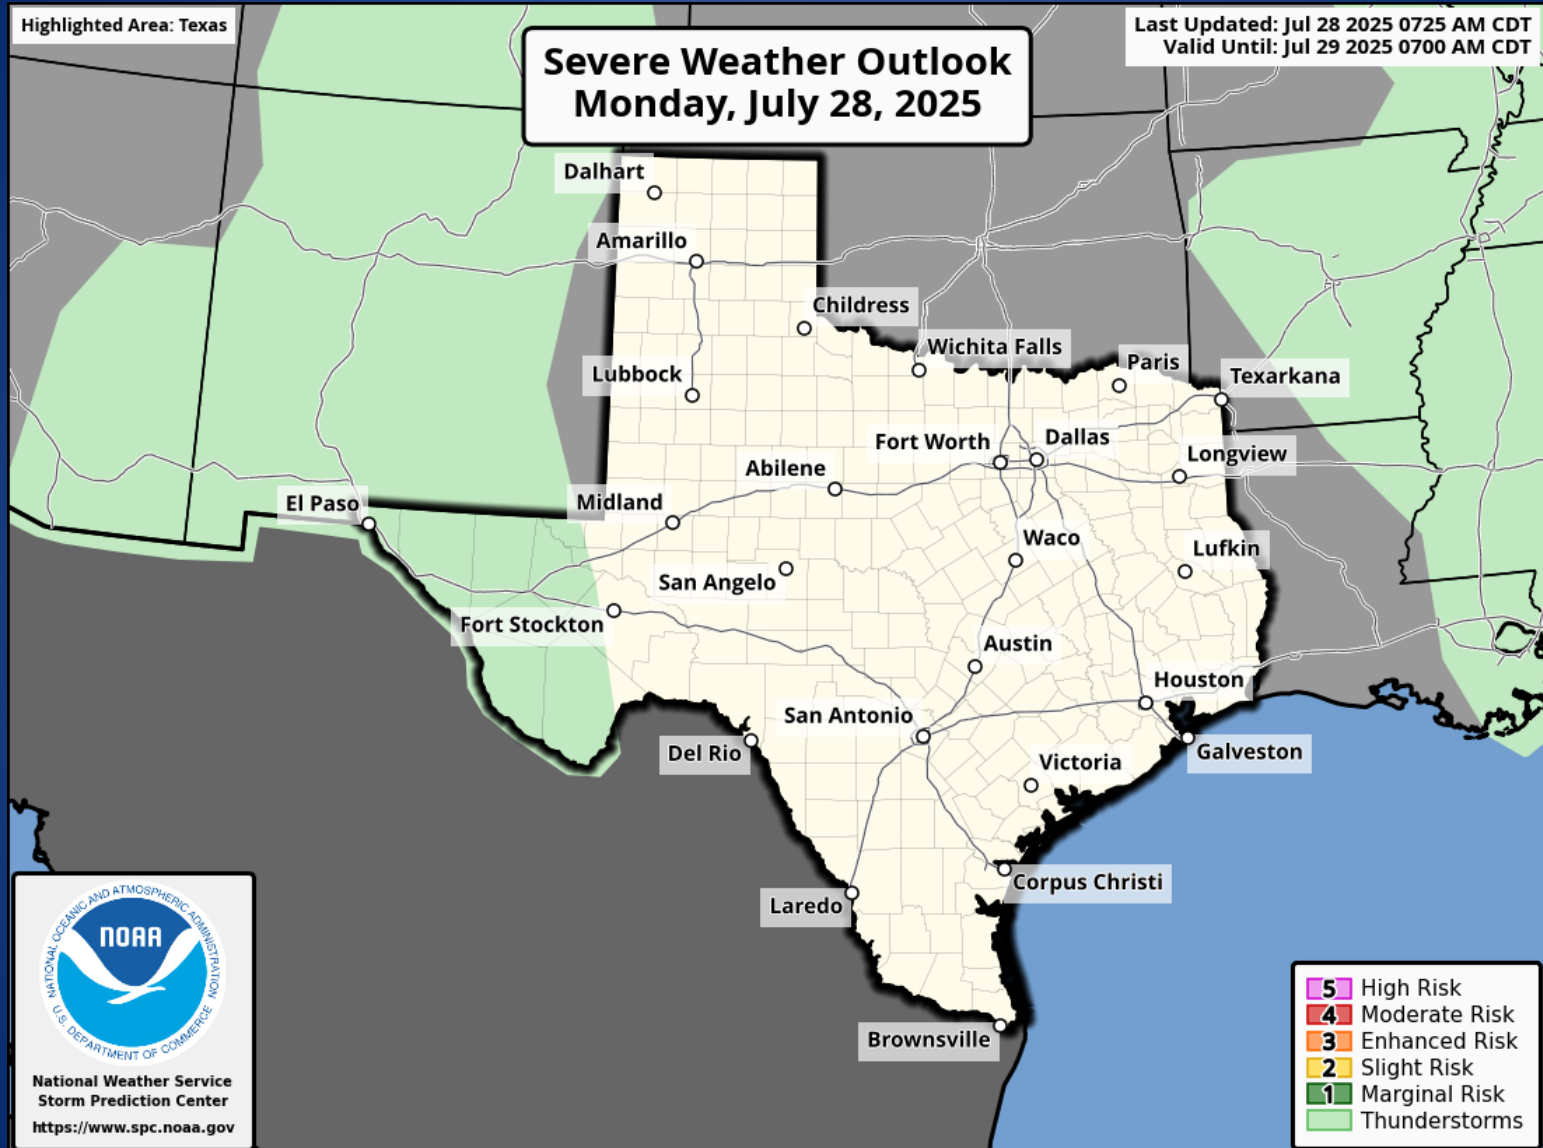 Highlighted Area: Texas
Severe Weather Outlook
Monday, July 28, 2025
Last Updated: Jul 28 2025 0725 AM CDT
Valid Until: Jul 29 2025 0700 AM CDT
Dalhart
Amarillo
Childress
Wichita Falls
Paris
Texarkana
Lubbock
Fort Worth
Dallas
Longview
Abilene
El Paso
Midland
Waco
Lufkin
San Angelo
Fort Stockton
Austin
Houston
San Antonio
Del Rio
Galveston
Victoria
Corpus Christi
Laredo
Brownsville
NATIONAL OCEANIC AND ATMOSPHERIC ADMINISTRATION
NOAA
U.S. DEPARTMENT OF COMMERCE
National Weather Service
Storm Prediction Center
https://www.spc.noaa.gov
5 High Risk
4 Moderate Risk
3 Enhanced Risk
2 Slight Risk
1 Marginal Risk
Thunderstorms